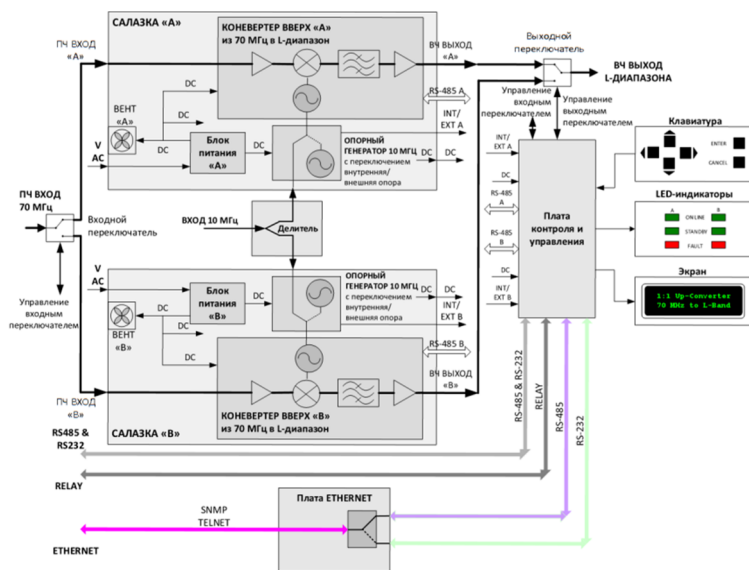 САЛАЗКА «А»
КОНЕВЕРТЕР ВВЕРХ «А»
из 70 МГц в L-диапазон
ПЧ ВХОД
«А»
ВЧ ВЫХОД
«А»
Выходной
переключатель
ВЧ ВЫХОД
L-ДИАПАЗОНА
DC
DC
DC
RS-485 A
INT/
EXT A
ВЕНТ
«А»
V
AC
Блок
питания
«А»
DC
ОПОРНЫЙ
ГЕНЕРАТОР 10 МГЦ
с переключением
внутренняя/
внешняя опора
DC
DC
Управление
входным
переключателем
Управление
выходным
переключателем
Клавиатура
ENTER
CANCEL
INT/
EXT A
DC
RS-485
A
RS-485
B
DC
INT/
EXT B
Плата
контроля и
управления
LED-индикаторы
A
B
ON-LINE
STANDBY
FAULT
Экран
1:1 Up-Converter
70 MHz to L-Band
ПЧ ВХОД
70 МГц
Входной
переключатель
ВХОД 10 МГц
Делитель
Управление
входным
переключателем
V
AC
Блок
питания
«В»
DC
ОПОРНЫЙ
ГЕНЕРАТОР 10 МГЦ
с переключением
внутренняя/
внешняя опора
DC
DC
INT/
EXT B
ВЕНТ
«В»
DC
DC
DC
RS-485 B
ВЧ ВЫХОД
«В»
ПЧ ВХОД
«В»
КОНЕВЕРТЕР ВВЕРХ «В»
из 70 МГц в L-диапазон
САЛАЗКА «В»
RS-485 & RS-232
RELAY
RS-485
RS-232
RS485 &
RS232
RELAY
Плата ETHERNET
SNMP
TELNET
ETHERNET